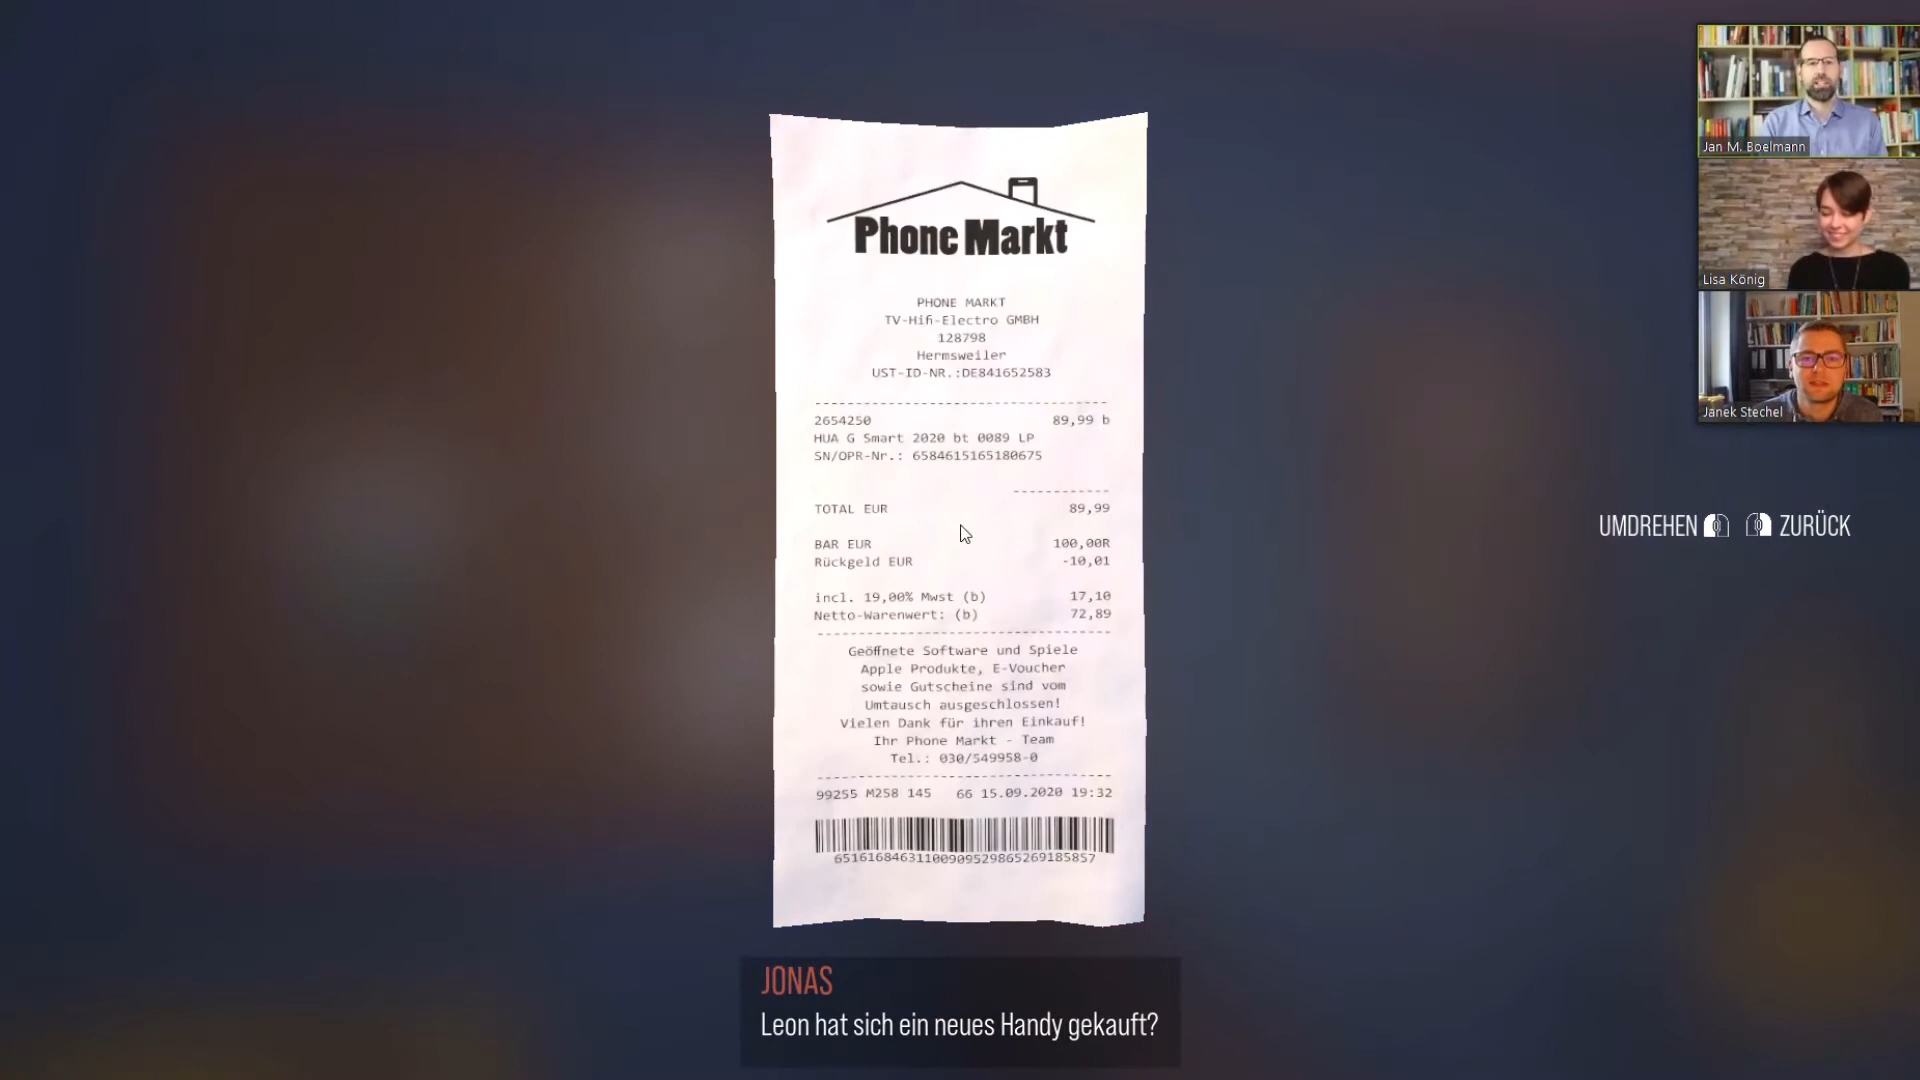 Phone Markt
PHONE MARKT
TV-Hifi-Electro GMBH
128798
Hermsweiler
UST-ID-NR.:DE841652583
2654250 89,99 b
HUA G Smart 2020 bt 0089 LP
SN/OPR-Nr.: 6584615165180675
TOTAL EUR 89,99
BAR EUR 100,00R
Rückgeld EUR -10,01
incl. 19,00% Mwst (b) 17,10
Netto-Warenwert: (b) 72,89
Geöffnete Software und Spiele
Apple Produkte, E-Voucher
sowie Gutscheine sind vom
Umtausch ausgeschlossen!
Vielen Dank für ihren Einkauf!
Ihr Phone Markt - Team
Tel.: 030/549958-0
99255 M258 145 66 15.09.2020 19:32
65161684631100909529865269185857
JONAS
Leon hat sich ein neues Handy gekauft?
UMDREHEN ZURÜCK
Jan M. Boelmann
Lisa König
Janek Stechel